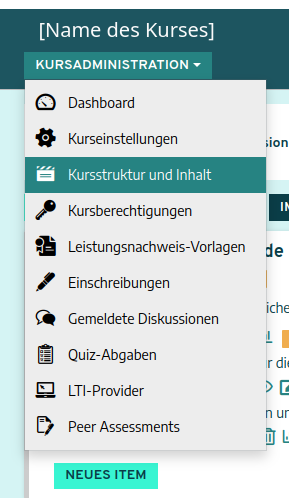 [Name des Kurses]
KURSADMINISTRATION
Dashboard
Kurseinstellungen
Kursstruktur und Inhalt
Kursberechtigungen
Leistungsnachweis-Vorlagen
Einschreibungen
Gemeldete Diskussionen
Quiz-Abgaben
LTI-Provider
Peer Assessments
NEUES ITEM